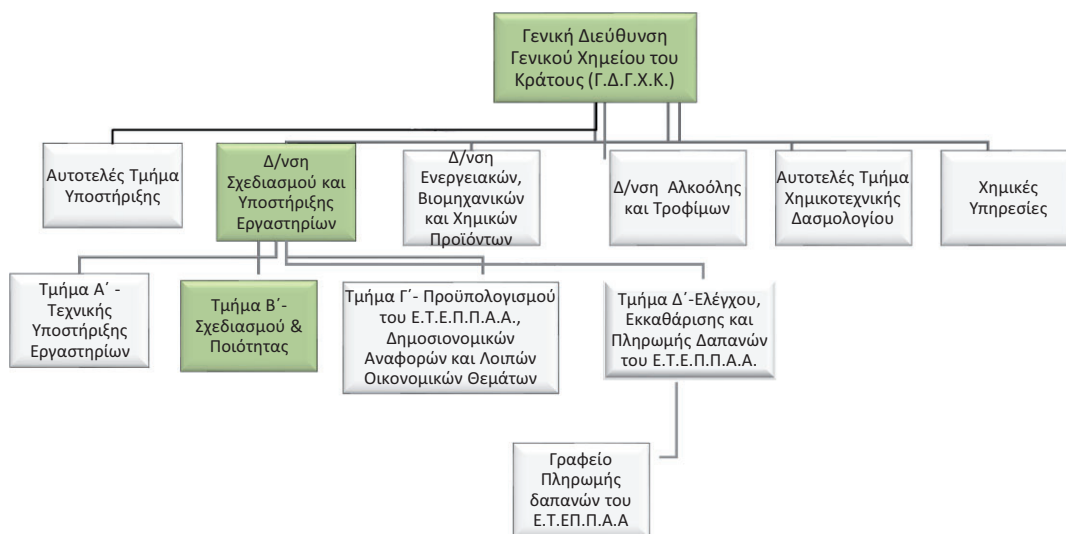 Γενική Διεύθυνση
Γενικού Χημείου του
Κράτους (Γ.Δ.Γ.Χ.Κ.)
Αυτοτελές Τμήμα
Υποστήριξης
Δ/νση
Σχεδιασμού και
Υποστήριξης
Εργαστηρίων
Δ/νση
Ενεργειακών,
Βιομηχανικών
και Χημικών
Προϊόντων
Δ/νση Αλκοόλης
και Τροφίμων
Αυτοτελές Τμήμα
Χημικοτεχνικής
Δασμολογίου
Χημικές
Υπηρεσίες
Τμήμα Α΄ -
Τεχνικής
Υποστήριξης
Εργαστηρίων
Τμήμα Β΄-
Σχεδιασμού &
Ποιότητας
Τμήμα Γ΄- Προϋπολογισμού
του Ε.Τ.Ε.Π.Π.Α.Α.,
Δημοσιονομικών
Αναφορών και Λοιπών
Οικονομικών Θεμάτων
Τμήμα Δ΄-Ελέγχου,
Εκκαθάρισης και
Πληρωμής Δαπανών
του Ε.Τ.Ε.Π.Π.Α.Α.
Γραφείο
Πληρωμής
δαπανών του
Ε.Τ.ΕΠ.Π.Α.Α